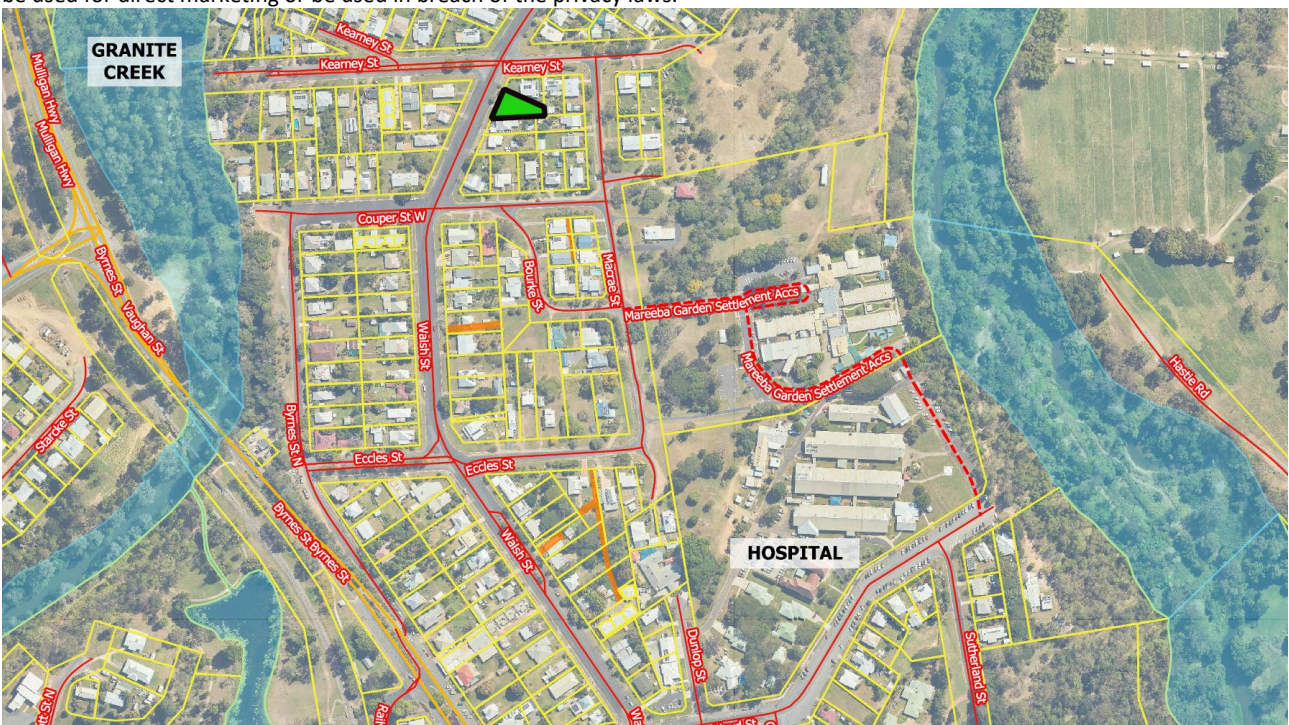 be used for direct marketing or be used in breach of the privacy laws.
GRANITE
CREEK
Kearney St
Kearney St
Kearney St
Mulligan Hwy
Mulligan Hwy
Couper St W
Byrnes St
Vaughan St
Bourke St
Macrae St
Mareeba Garden Settlement Accs
Walsh St
Mareeba Garden Settlement Accs
Hastie Rd
Starcke St
Byrnes St N
Eccles St
Eccles St
Byrnes St
Byrnes St
Walsh St
HOSPITAL
Dunlop St
Sutherland St
St N
St